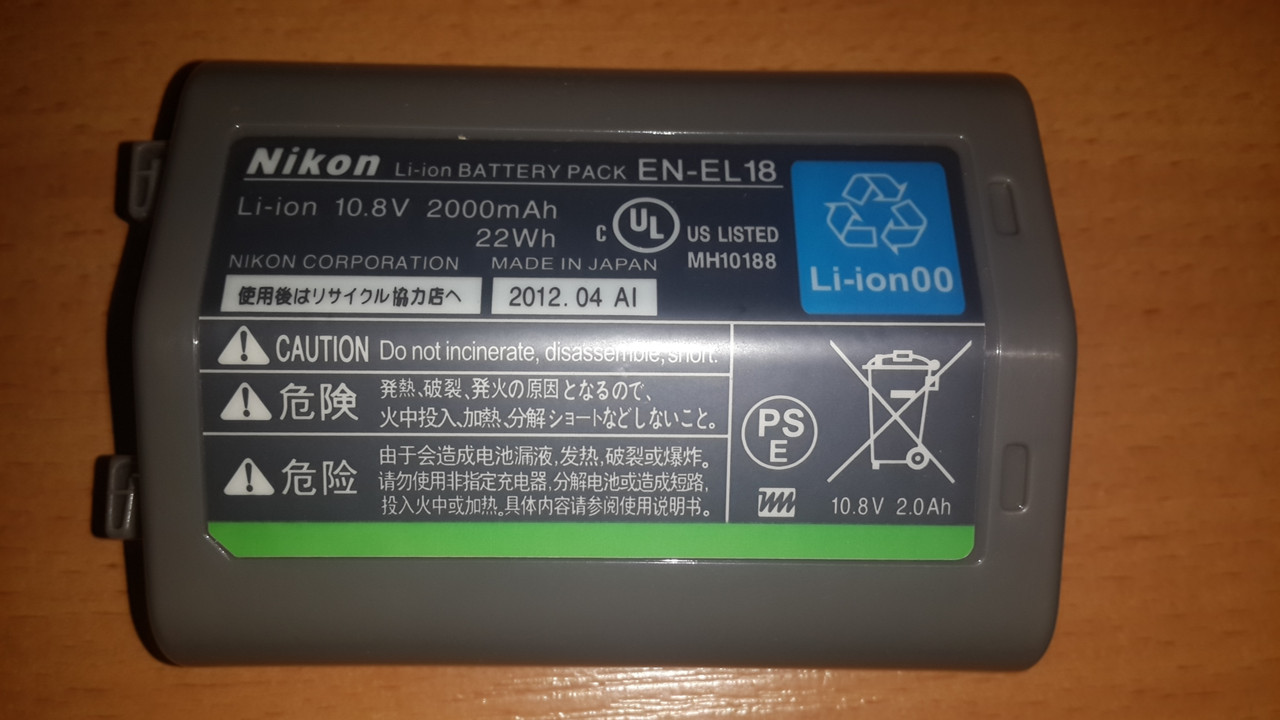 Nikon Li-ion BATTERY PACK EN-EL18
Li-ion 10.8V 2000mAh
22Wh
C UL US LISTED
MH10188
NIKON CORPORATION MADE IN JAPAN
使用後はリサイクル協力店へ 2012.04 AI
Li-ion00
CAUTION Do not incinerate, disassemble, short.
危険 発熱、破裂、発火の原因となるので、
火中投入、加熱、分解ショートなどしないこと。
危险 由于会造成电池漏液,发热,破裂或爆炸。
请勿使用非指定充电器,分解电池或造成短路,
投入火中或加热。具体内容请参阅使用说明书。
PS
E
10.8V 2.0Ah